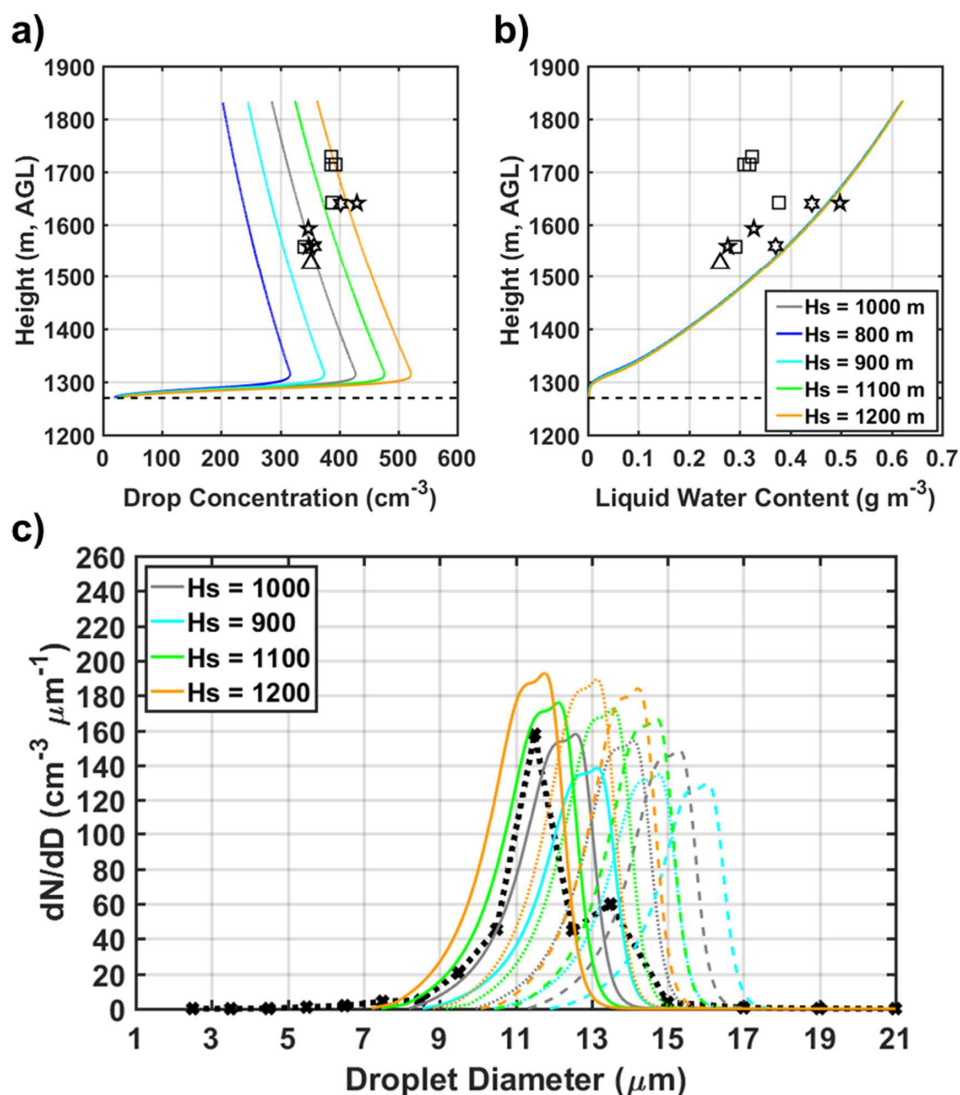 a)
b)
1900
1800
1700
1600
1500
1400
1300
1200
Height (m, AGL)
0 100 200 300 400 500 600
Drop Concentration (cm⁻³)
1900
1800
1700
1600
1500
1400
1300
1200
Height (m, AGL)
Hs = 1000 m
Hs = 800 m
Hs = 900 m
Hs = 1100 m
Hs = 1200 m
0 0.1 0.2 0.3 0.4 0.5 0.6 0.7
Liquid Water Content (g m⁻³)
c)
260
240
220
200
180
160
140
120
100
80
60
40
20
0
dN/dD (cm⁻³ μm⁻¹)
Hs = 1000
Hs = 900
Hs = 1100
Hs = 1200
1 3 5 7 9 11 13 15 17 19 21
Droplet Diameter (μm)